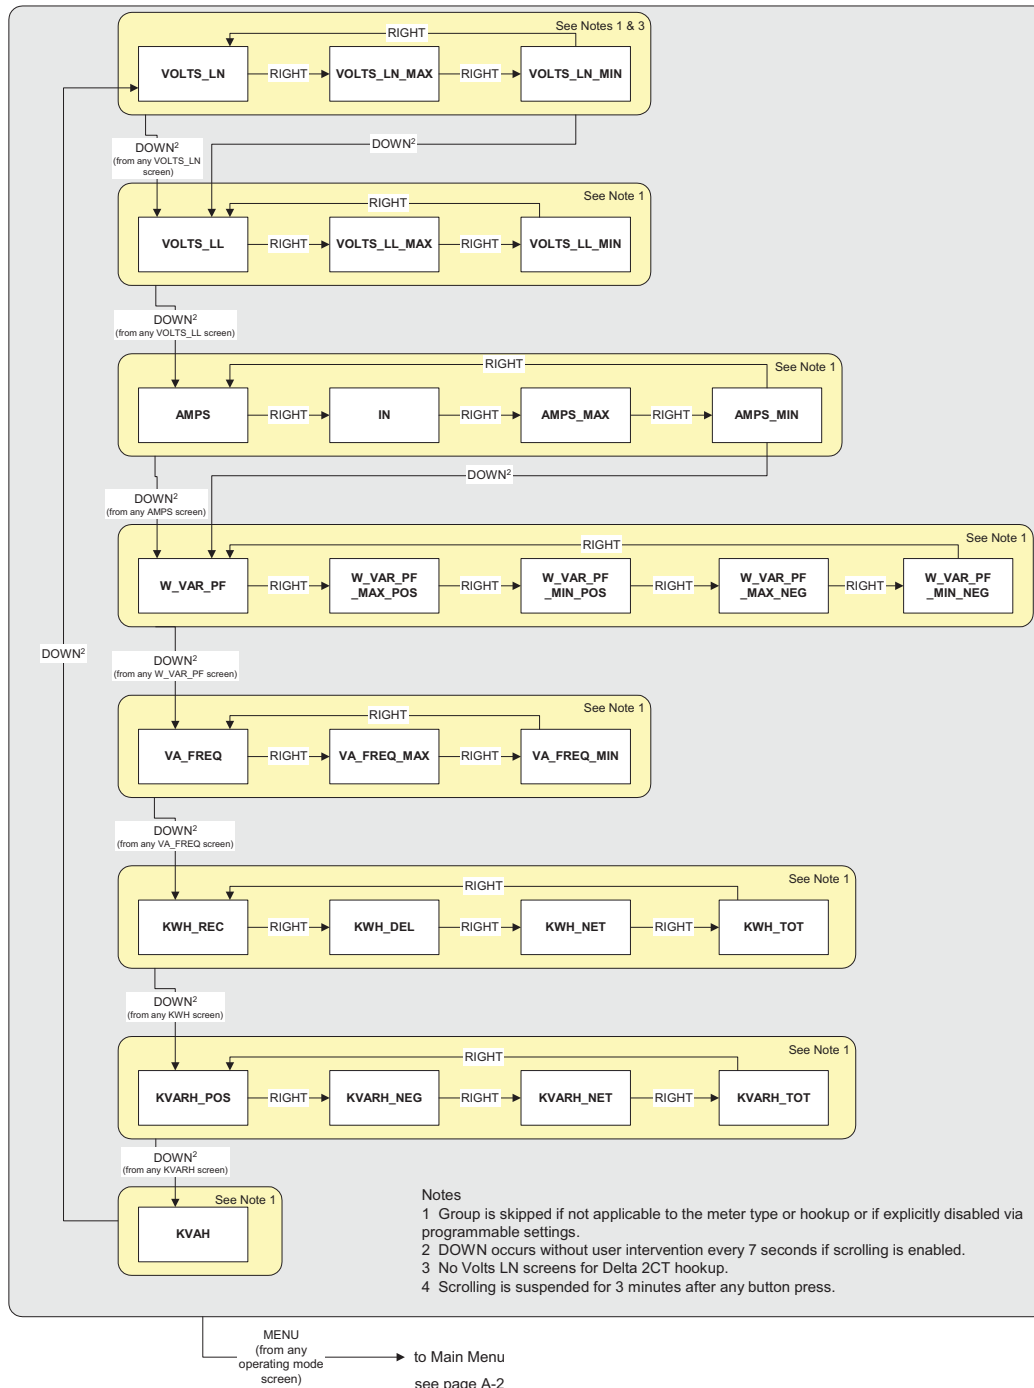 See Notes 1 & 3
RIGHT
VOLTS_LN
RIGHT
VOLTS_LN_MAX
RIGHT
VOLTS_LN_MIN
DOWN²
(from any VOLTS_LN
screen)
DOWN²
See Note 1
RIGHT
VOLTS_LL
RIGHT
VOLTS_LL_MAX
RIGHT
VOLTS_LL_MIN
DOWN²
(from any VOLTS_LL screen)
See Note 1
RIGHT
AMPS
RIGHT
IN
RIGHT
AMPS_MAX
RIGHT
AMPS_MIN
DOWN²
(from any AMPS screen)
DOWN²
See Note 1
RIGHT
W_VAR_PF
RIGHT
W_VAR_PF
_MAX_POS
RIGHT
W_VAR_PF
_MIN_POS
RIGHT
W_VAR_PF
_MAX_NEG
RIGHT
W_VAR_PF
_MIN_NEG
DOWN²
DOWN²
(from any W_VAR_PF screen)
See Note 1
RIGHT
VA_FREQ
RIGHT
VA_FREQ_MAX
RIGHT
VA_FREQ_MIN
DOWN²
(from any VA_FREQ screen)
See Note 1
RIGHT
KWH_REC
RIGHT
KWH_DEL
RIGHT
KWH_NET
RIGHT
KWH_TOT
DOWN²
(from any KWH screen)
See Note 1
RIGHT
KVARH_POS
RIGHT
KVARH_NEG
RIGHT
KVARH_NET
RIGHT
KVARH_TOT
DOWN²
(from any KVARH screen)
See Note 1
KVAH
Notes
1 Group is skipped if not applicable to the meter type or hookup or if explicitly disabled via
programmable settings.
2 DOWN occurs without user intervention every 7 seconds if scrolling is enabled.
3 No Volts LN screens for Delta 2CT hookup.
4 Scrolling is suspended for 3 minutes after any button press.
MENU
(from any
operating mode
screen)
to Main Menu
see page A-2